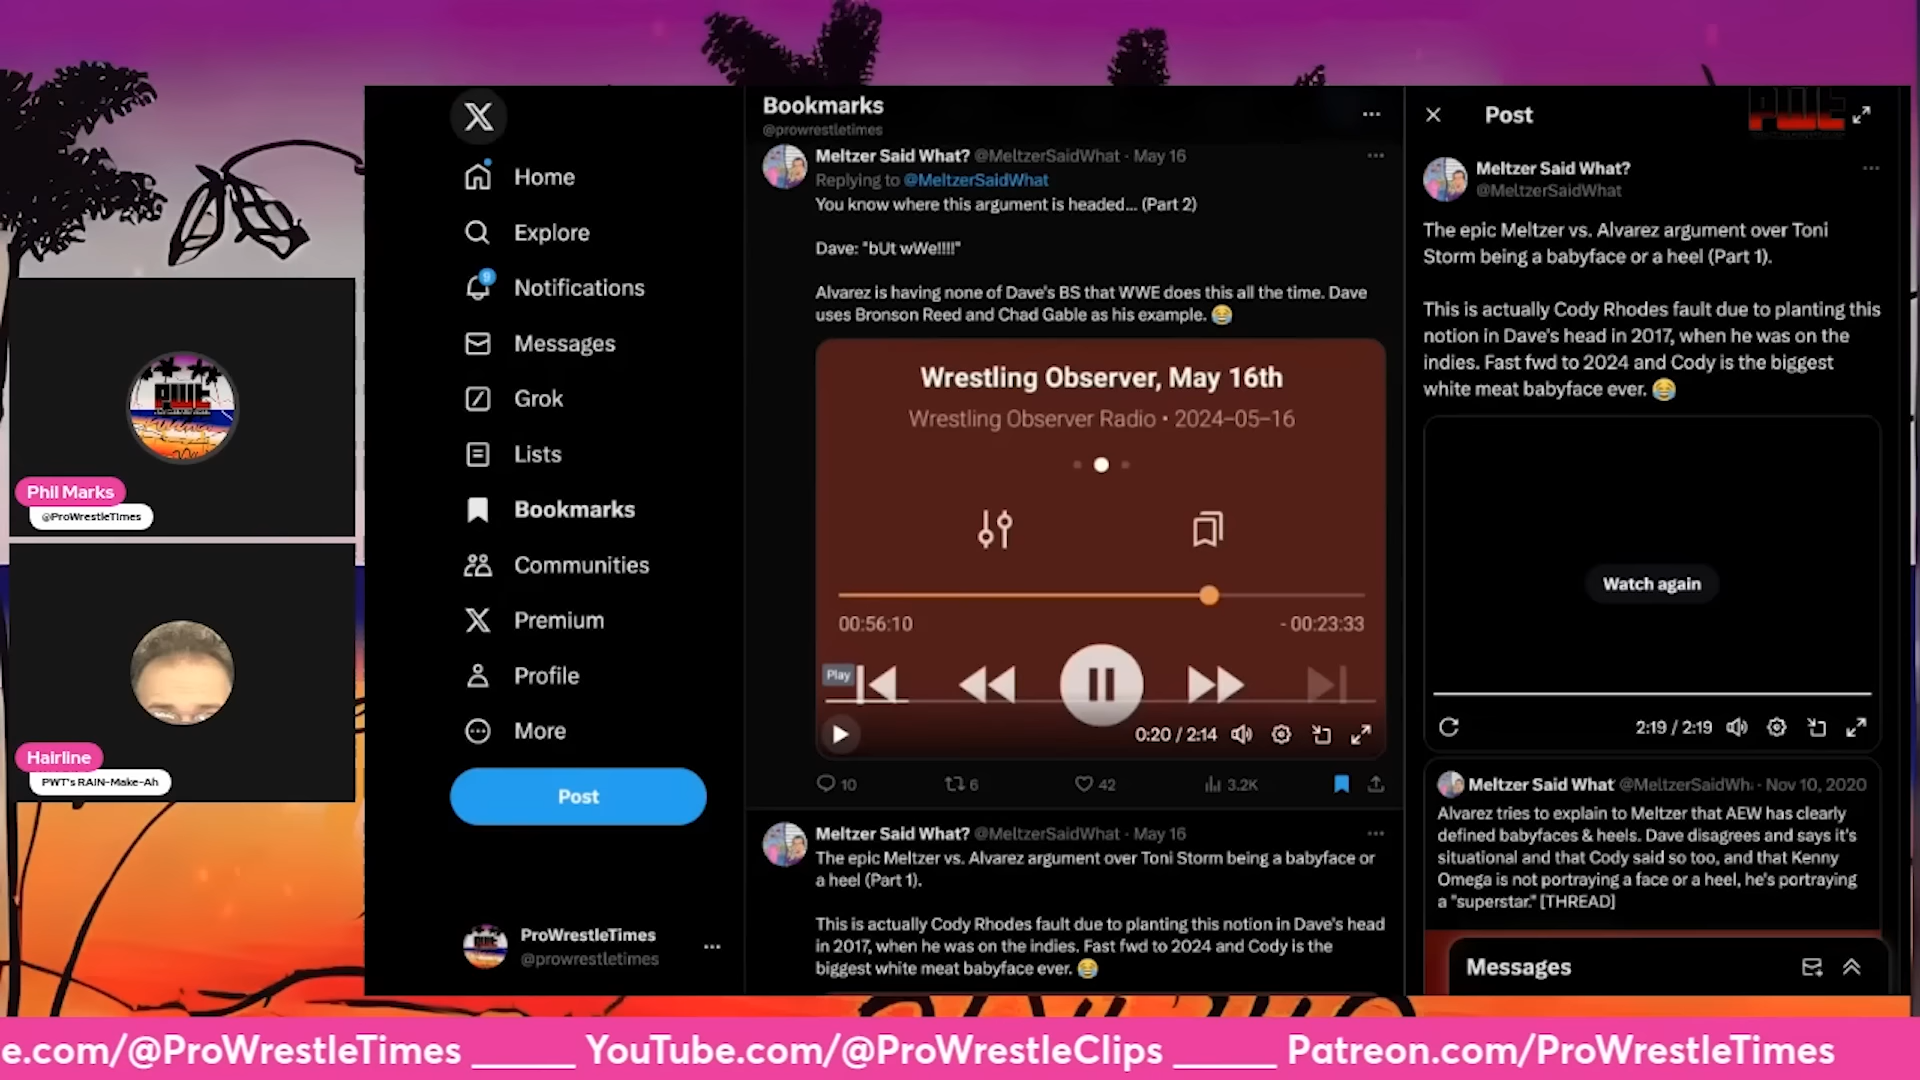 PWT
Phil Marks
@ProWrestleTimes
Hairline
PWT's RAIN-Make-Ah
Home
Explore
9
Notifications
Messages
Grok
Lists
Bookmarks
Communities
Premium
Profile
More
Post
ProWrestleTimes
@prowrestletimes
Bookmarks
@prowrestletimes
Meltzer Said What? @MeltzerSaidWhat · May 16
Replying to @MeltzerSaidWhat
You know where this argument is headed... (Part 2)
Dave: "bUt wWe!!!!"
Alvarez is having none of Dave's BS that WWE does this all the time. Dave
uses Bronson Reed and Chad Gable as his example. 😂
Wrestling Observer, May 16th
Wrestling Observer Radio • 2024-05-16
00:56:10
- 00:23:33
Play
0:20 / 2:14
10
6
42
3.2K
Meltzer Said What? @MeltzerSaidWhat · May 16
The epic Meltzer vs. Alvarez argument over Toni Storm being a babyface or
a heel (Part 1).
This is actually Cody Rhodes fault due to planting this notion in Dave's head
in 2017, when he was on the indies. Fast fwd to 2024 and Cody is the
biggest white meat babyface ever. 😂
Post
PWT
Meltzer Said What?
@MeltzerSaidWhat
The epic Meltzer vs. Alvarez argument over Toni
Storm being a babyface or a heel (Part 1).
This is actually Cody Rhodes fault due to planting this
notion in Dave's head in 2017, when he was on the
indies. Fast fwd to 2024 and Cody is the biggest
white meat babyface ever. 😂
Watch again
2:19 / 2:19
Meltzer Said What @MeltzerSaidWh · Nov 10, 2020
Alvarez tries to explain to Meltzer that AEW has clearly
defined babyfaces & heels. Dave disagrees and says it's
situational and that Cody said so too, and that Kenny
Omega is not portraying a face or a heel, he's portraying
a "superstar." [THREAD]
Messages
e.com/@ProWrestleTimes ______ YouTube.com/@ProWrestleClips ______ Patreon.com/ProWrestleTimes